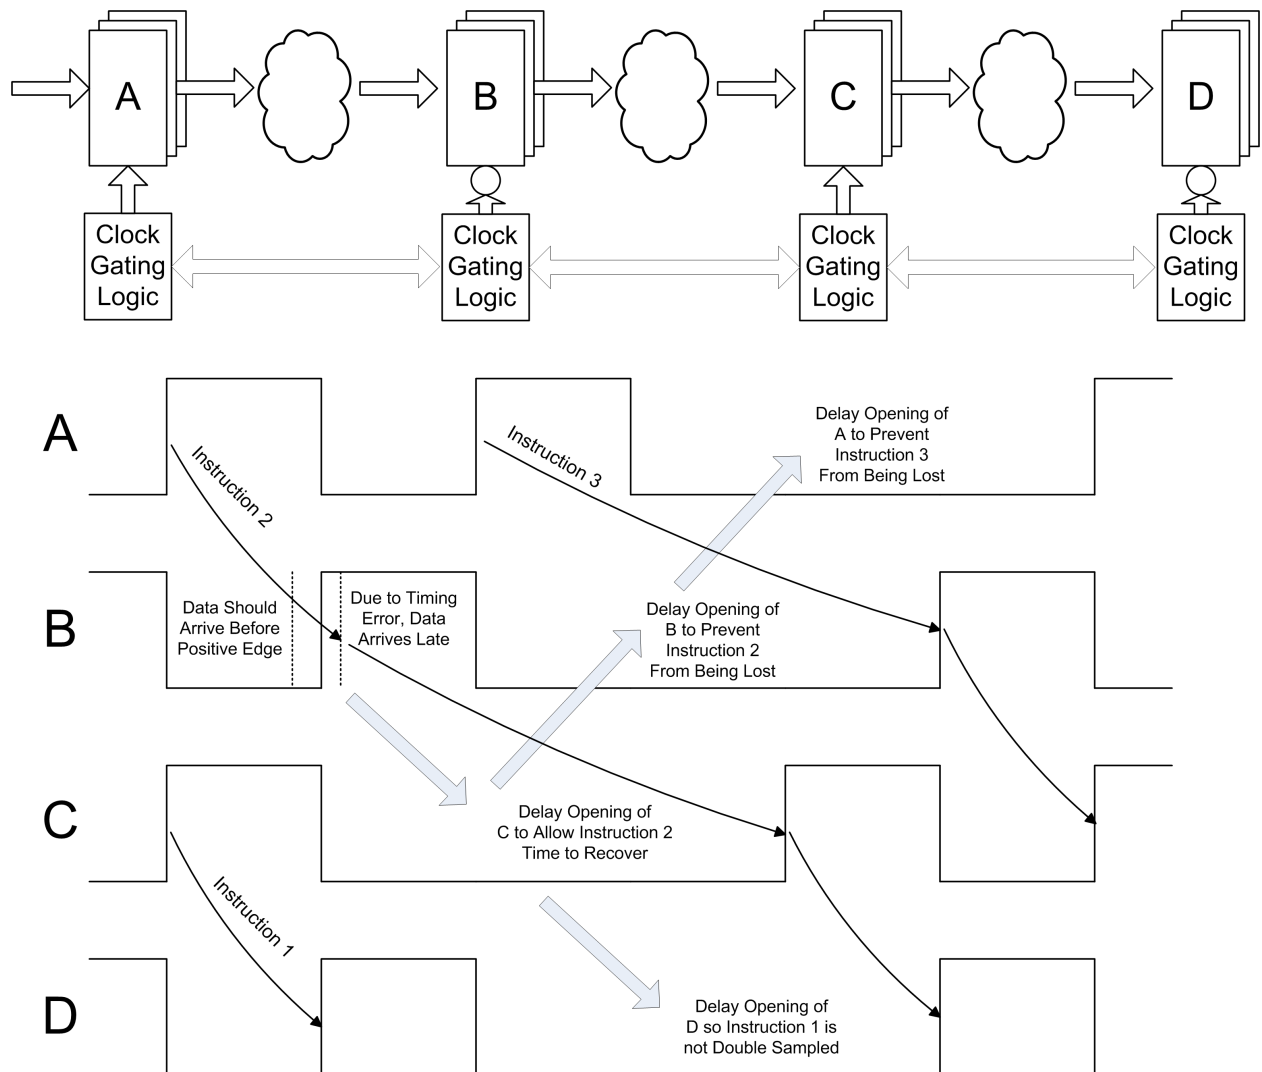 A
B
C
D
Clock
Gating
Logic
Clock
Gating
Logic
Clock
Gating
Logic
Clock
Gating
Logic
A
Instruction 2
Instruction 3
Delay Opening of
A to Prevent
Instruction 3
From Being Lost
B
Data Should
Arrive Before
Positive Edge
Due to Timing
Error, Data
Arrives Late
Delay Opening of
B to Prevent
Instruction 2
From Being Lost
C
Instruction 1
Delay Opening of
C to Allow Instruction 2
Time to Recover
D
Delay Opening of
D so Instruction 1 is
not Double Sampled